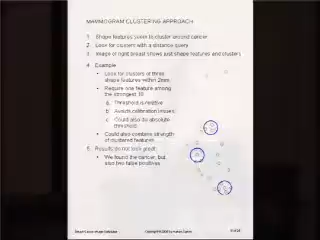 MAMMOGRAM CLUSTERING APPROACH
1. Shape features seem to cluster around cancer
2. Look for clusters with a distance query
3. Image of right breast shows just shape features and clusters
4. Example
• Look for clusters of three
shape features within 2mm
• Require one feature among
the strongest 10
a. Threshold is relative
b. Avoids calibration issues
c. Could also do absolute
threshold
• Could also combine strength
of clustered features
5. Results do not look great
• We found the cancer, but
also two false positives